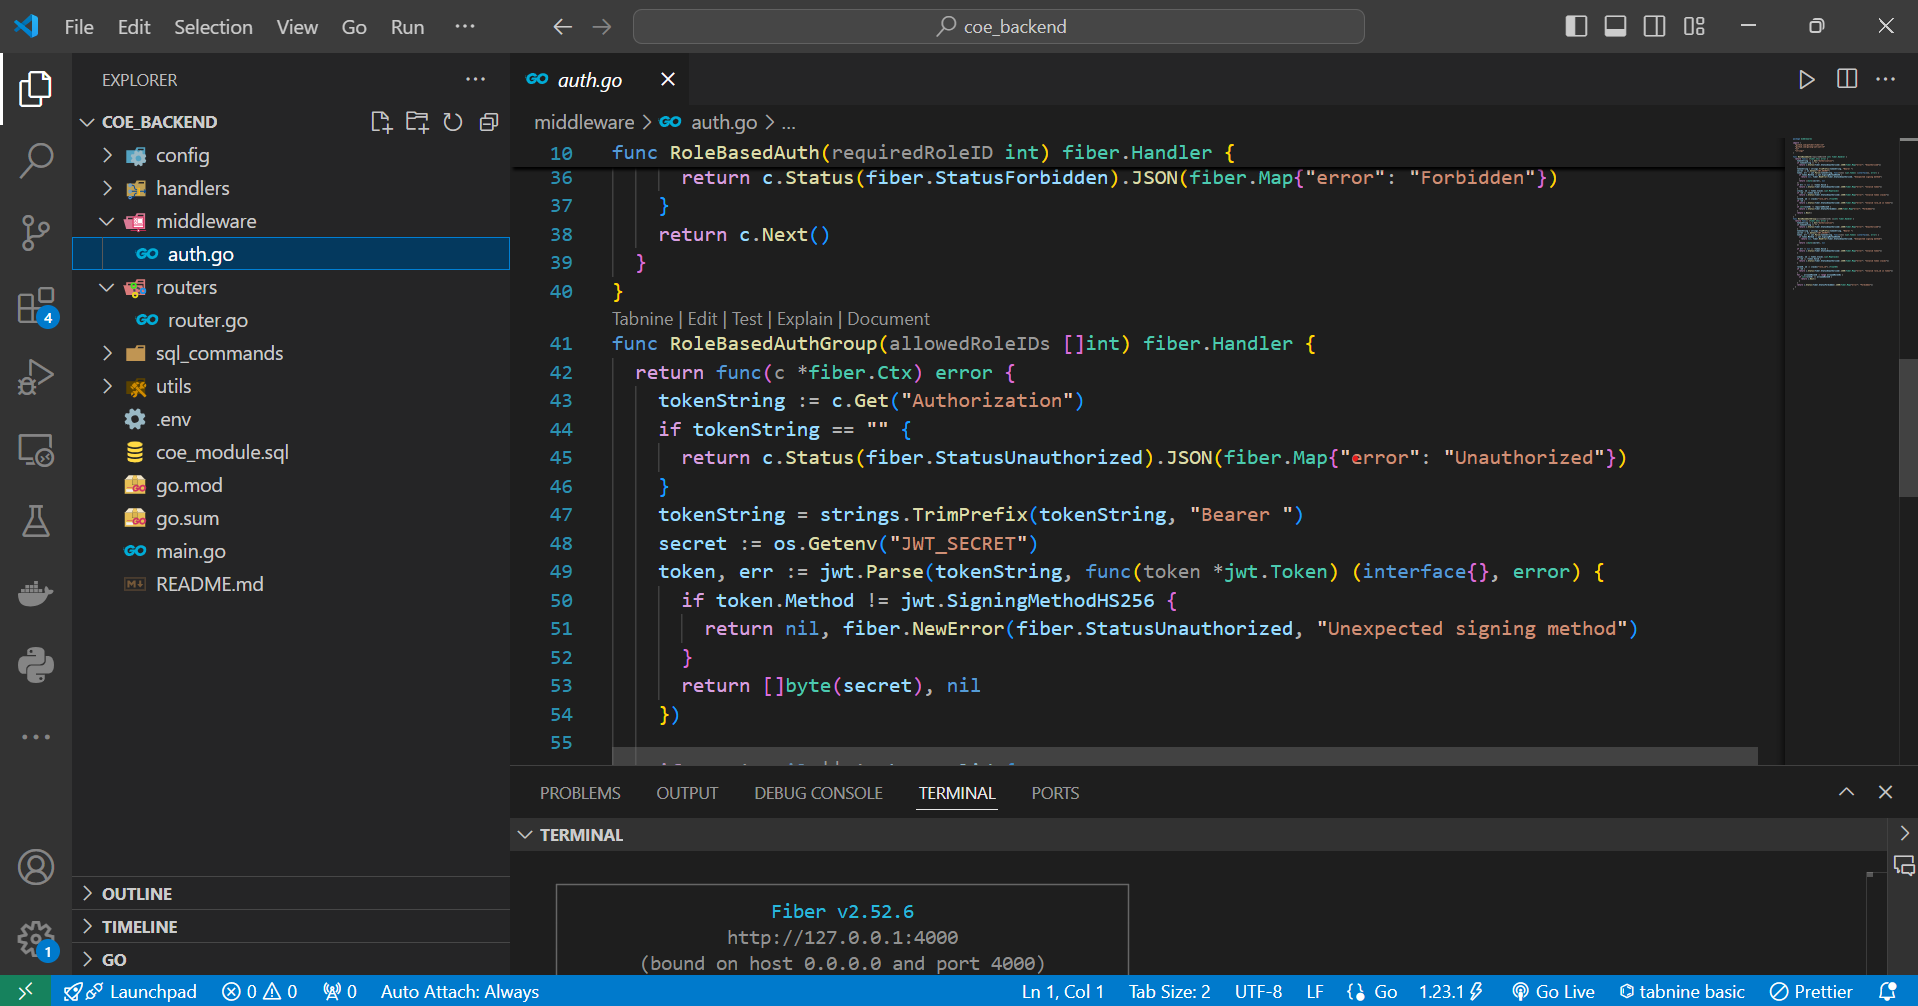 File Edit Selection View Go Run ···
coe_backend
EXPLORER
COE_BACKEND
config
handlers
middleware
GO auth.go
routers
GO router.go
sql_commands
utils
.env
coe_module.sql
go.mod
go.sum
GO main.go
README.md
OUTLINE
TIMELINE
GO
4
1
GO auth.go
middleware > GO auth.go > ...
10 func RoleBasedAuth(requiredRoleID int) fiber.Handler {
36 return c.Status(fiber.StatusForbidden).JSON(fiber.Map{"error": "Forbidden"})
37 }
38 return c.Next()
39 }
40 }
Tabnine | Edit | Test | Explain | Document
41 func RoleBasedAuthGroup(allowedRoleIDs []int) fiber.Handler {
42 return func(c *fiber.Ctx) error {
43 tokenString := c.Get("Authorization")
44 if tokenString == "" {
45 return c.Status(fiber.StatusUnauthorized).JSON(fiber.Map{"error": "Unauthorized"})
46 }
47 tokenString = strings.TrimPrefix(tokenString, "Bearer ")
48 secret := os.Getenv("JWT_SECRET")
49 token, err := jwt.Parse(tokenString, func(token *jwt.Token) (interface{}, error) {
50 if token.Method != jwt.SigningMethodHS256 {
51 return nil, fiber.NewError(fiber.StatusUnauthorized, "Unexpected signing method")
52 }
53 return []byte(secret), nil
54 })
55
PROBLEMS OUTPUT DEBUG CONSOLE TERMINAL PORTS
TERMINAL
Fiber v2.52.6
http://127.0.0.1:4000
(bound on host 0.0.0.0 and port 4000)
Launchpad 0 0 0 Auto Attach: Always Ln 1, Col 1 Tab Size: 2 UTF-8 LF {} Go 1.23.1 Go Live tabnine basic Prettier